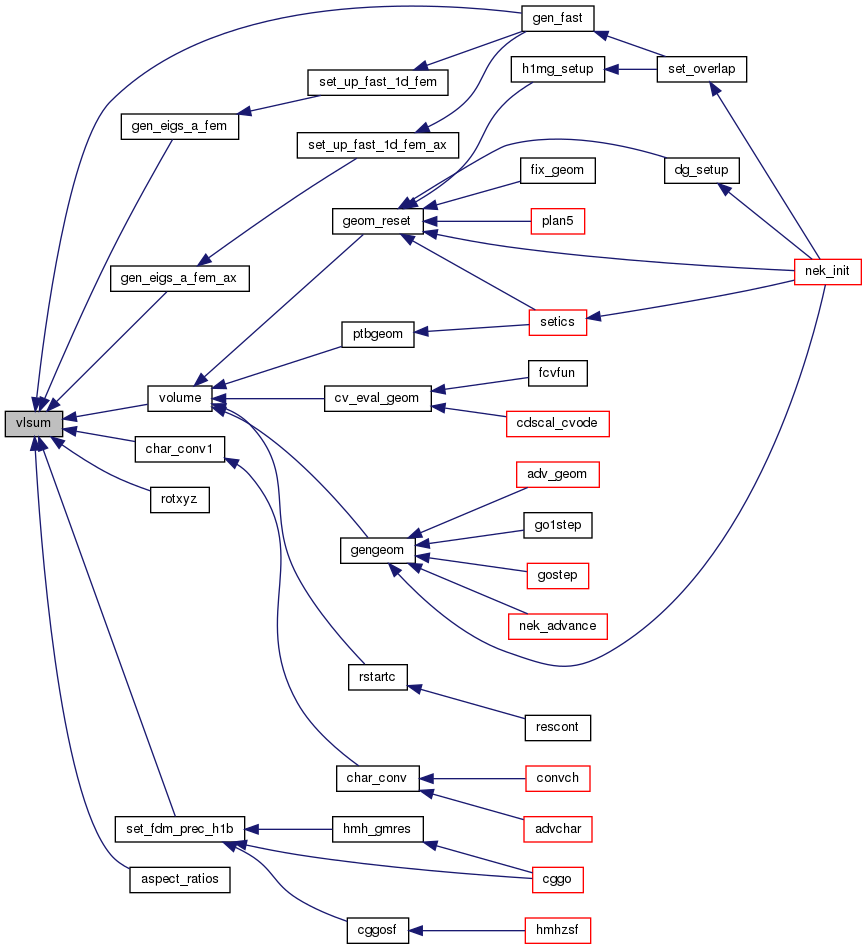 gen_fast
h1mg_setup
set_overlap
set_up_fast_1d_fem
gen_eigs_a_fem
set_up_fast_1d_fem_ax
fix_geom
dg_setup
geom_reset
plan5
nek_init
gen_eigs_a_fem_ax
setics
ptbgeom
fcvfun
volume
cv_eval_geom
vlsum
cdscal_cvode
char_conv1
adv_geom
rotxyz
go1step
gengeom
gostep
nek_advance
rstartc
rescont
char_conv
convch
set_fdm_prec_h1b
hmh_gmres
advchar
aspect_ratios
cggo
cggosf
hmhzsf